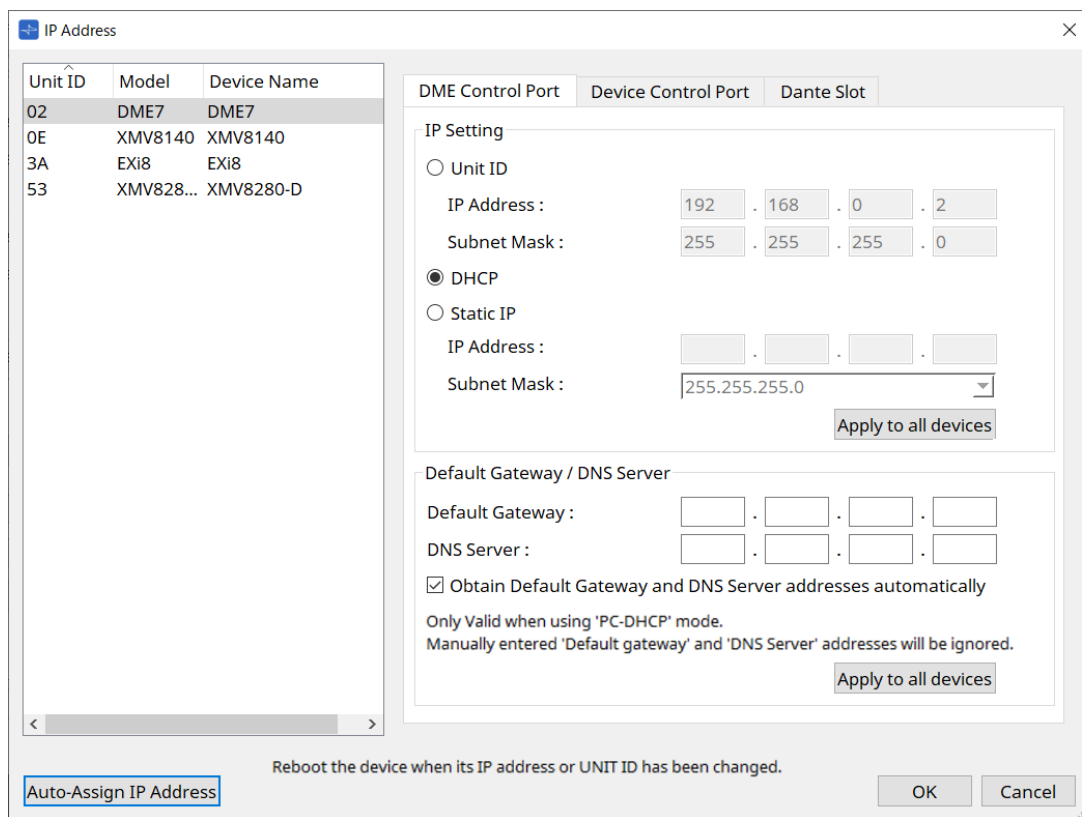 IP Address
Unit ID Model Device Name
02 DME7 DME7
0E XMV8140 XMV8140
3A EXi8 EXi8
53 XMV828... XMV8280-D
DME Control Port Device Control Port Dante Slot
IP Setting
Unit ID
IP Address : 192 . 168 . 0 . 2
Subnet Mask : 255 . 255 . 255 . 0
DHCP
Static IP
IP Address : . . .
Subnet Mask : 255.255.255.0
Apply to all devices
Default Gateway / DNS Server
Default Gateway : . . .
DNS Server : . . .
Obtain Default Gateway and DNS Server addresses automatically
Only Valid when using 'PC-DHCP' mode.
Manually entered 'Default gateway' and 'DNS Server' addresses will be ignored.
Apply to all devices
Reboot the device when its IP address or UNIT ID has been changed.
Auto-Assign IP Address OK Cancel